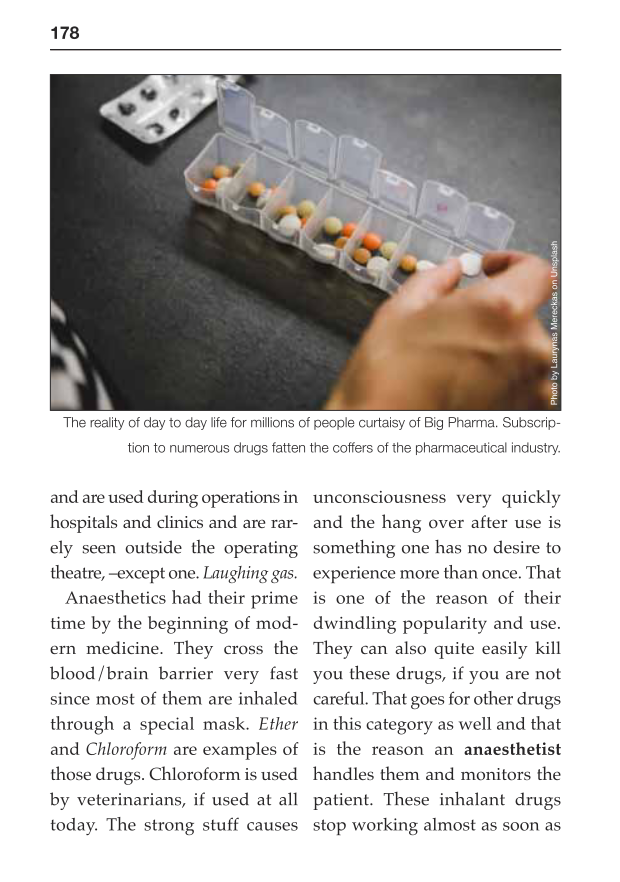 178
Photo by Laurynas Mereckas on Unsplash
The reality of day to day life for millions of people curtaisy of Big Pharma. Subscrip-
tion to numerous drugs fatten the coffers of the pharmaceutical industry.
and are used during operations in
hospitals and clinics and are rar-
ely seen outside the operating
theatre, –except one. Laughing gas.
Anaesthetics had their prime
time by the beginning of mod-
ern medicine. They cross the
blood/brain barrier very fast
since most of them are inhaled
through a special mask. Ether
and Chloroform are examples of
those drugs. Chloroform is used
by veterinarians, if used at all
today. The strong stuff causes
unconsciousness very quickly
and the hang over after use is
something one has no desire to
experience more than once. That
is one of the reason of their
dwindling popularity and use.
They can also quite easily kill
you these drugs, if you are not
careful. That goes for other drugs
in this category as well and that
is the reason an anaesthetist
handles them and monitors the
patient. These inhalant drugs
stop working almost as soon as